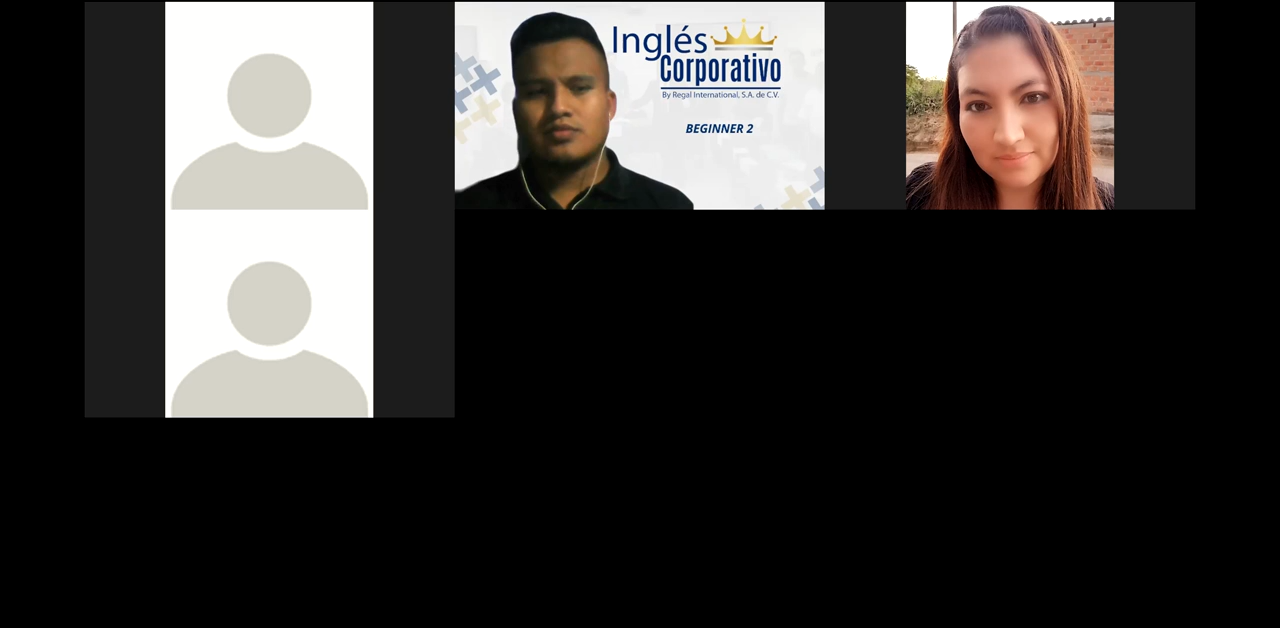 Inglés
Corporativo
By Regal International, S.A. de C.V.
BEGINNER 2